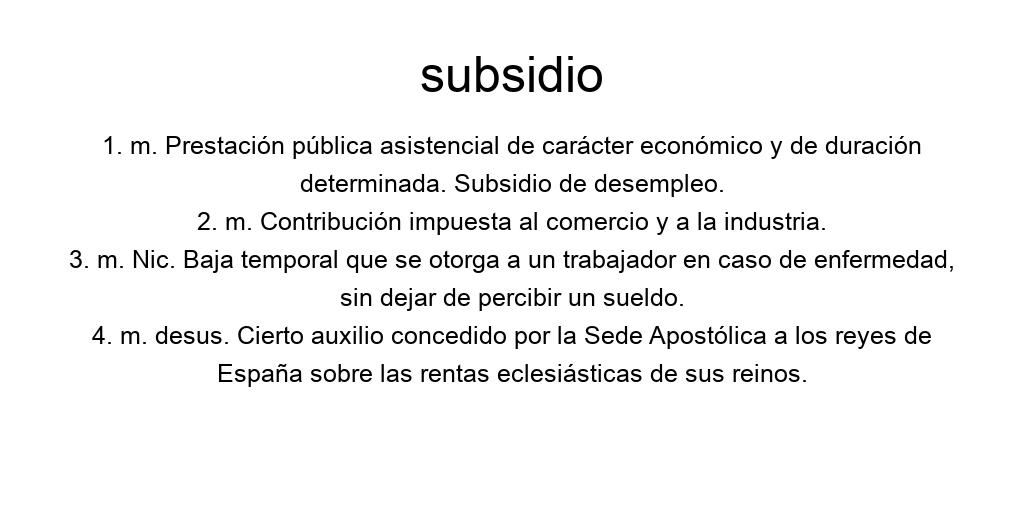 subsidio
1. m. Prestación pública asistencial de carácter económico y de duración
determinada. Subsidio de desempleo.
2. m. Contribución impuesta al comercio y a la industria.
3. m. Nic. Baja temporal que se otorga a un trabajador en caso de enfermedad,
sin dejar de percibir un sueldo.
4. m. desus. Cierto auxilio concedido por la Sede Apostólica a los reyes de
España sobre las rentas eclesiásticas de sus reinos.